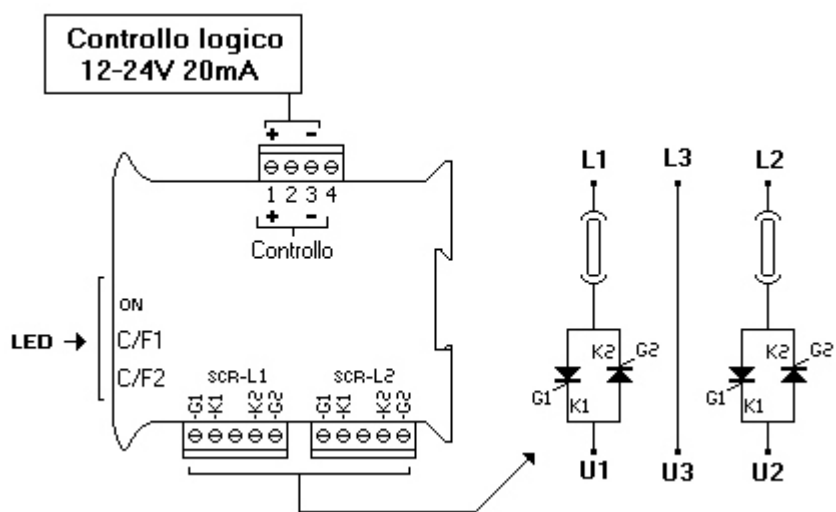 Controllo logico
12-24V 20mA
+ -
1 2 3 4
+ -
Controllo
L1 L3 L2
ON
LED → C/F1
C/F2
SCR-L1 SCR-L2
-G1 -K1 -K2 -G2 -G1 -K1 -K2 -G2
K2 G2 K2 G2
G1 K1 G1 K1
U1 U3 U2